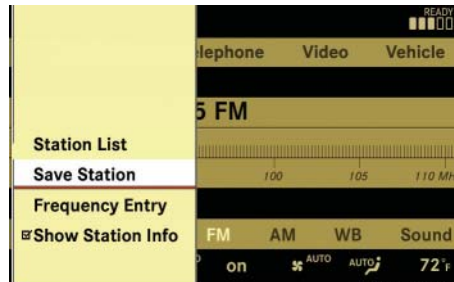 READY
lephone Video Vehicle
5 FM
Station List
Save Station
100 105 110 MH
Frequency Entry
Show Station Info FM AM WB Sound
on AUTO AUTO 72°F